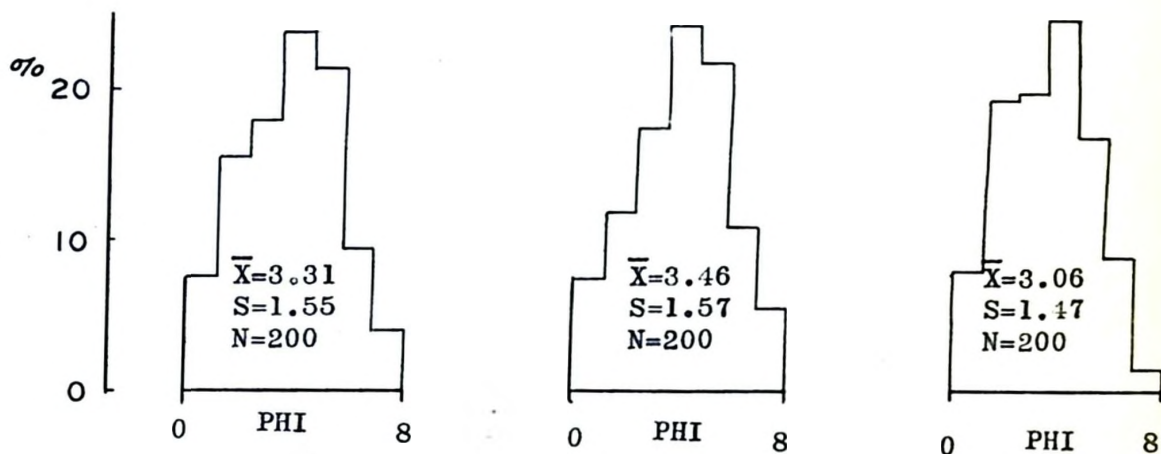 %
20
10
0
X̄=3.31
S=1.55
N=200
0 PHI 8
X̄=3.46
S=1.57
N=200
0 PHI 8
X̄=3.06
S=1.47
N=200
0 PHI 8